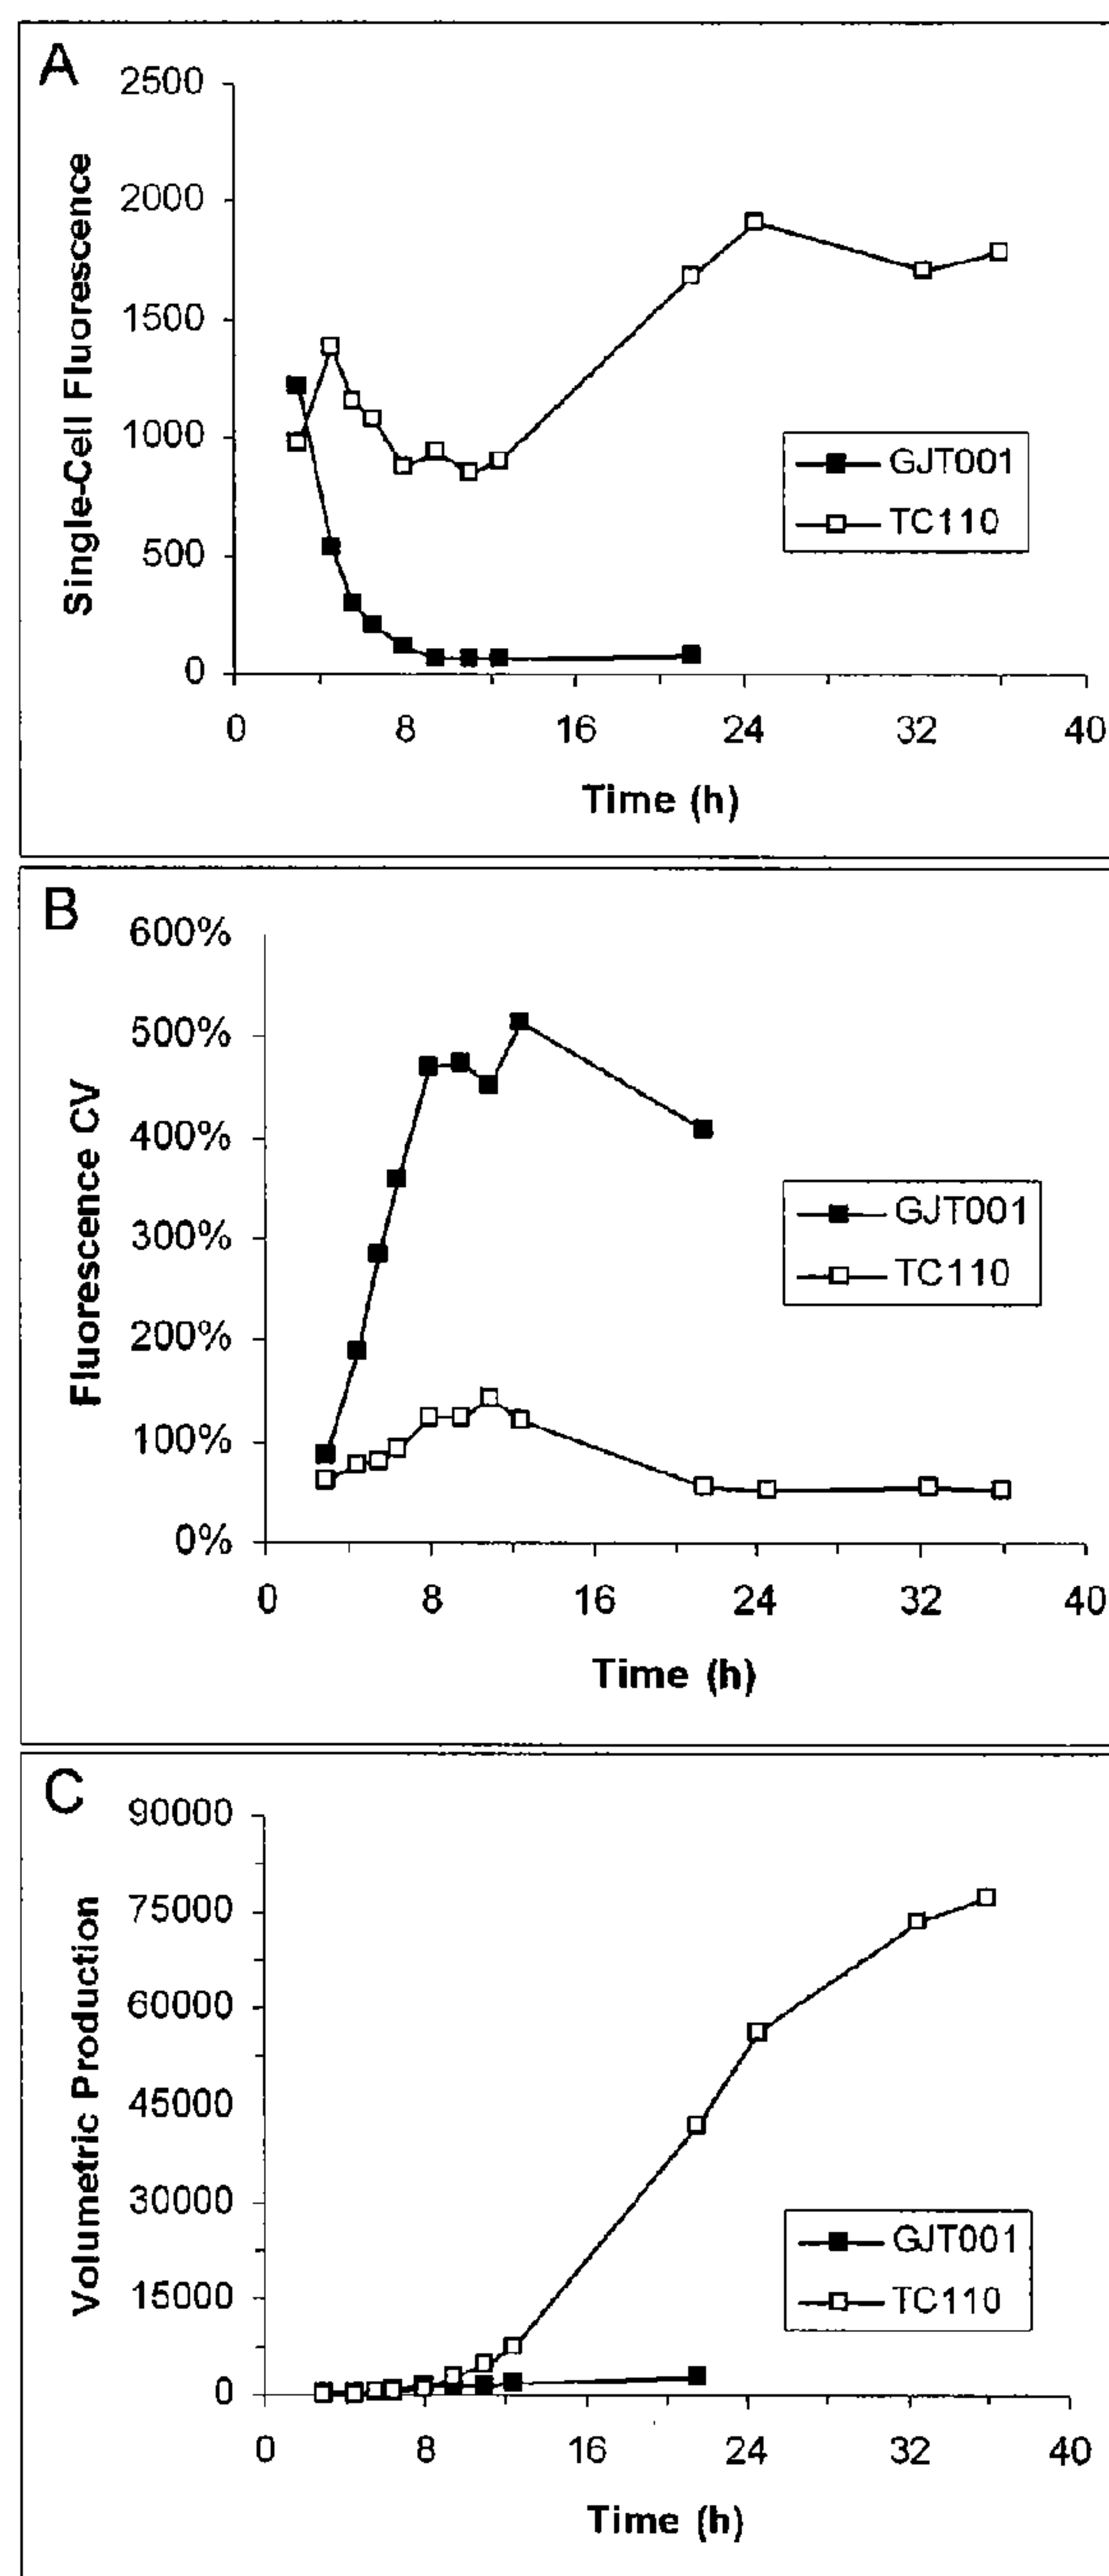 A
2500
2000
1500
1000
500
0
Single-Cell Fluorescence
GJT001
TC110
0 8 16 24 32 40
Time (h)
B
600%
500%
400%
300%
200%
100%
0%
Fluorescence CV
GJT001
TC110
0 8 16 24 32 40
Time (h)
C
90000
75000
60000
45000
30000
15000
0
Volumetric Production
GJT001
TC110
0 8 16 24 32 40
Time (h)